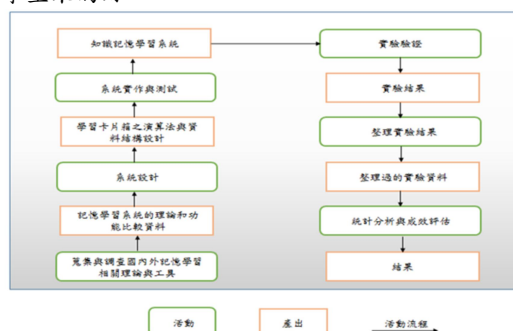 知識記憶學習系統
實驗驗證
系統實作與測試
實驗結果
學習卡片箱之演算法與資
料結構設計
整理實驗結果
系統設計
整理過的實驗資料
記憶學習系統的理論和功
能比較資料
統計分析與成效評估
蒐集與調查國內外記憶學習
相關理論與工具
結果
活動
產出
活動流程